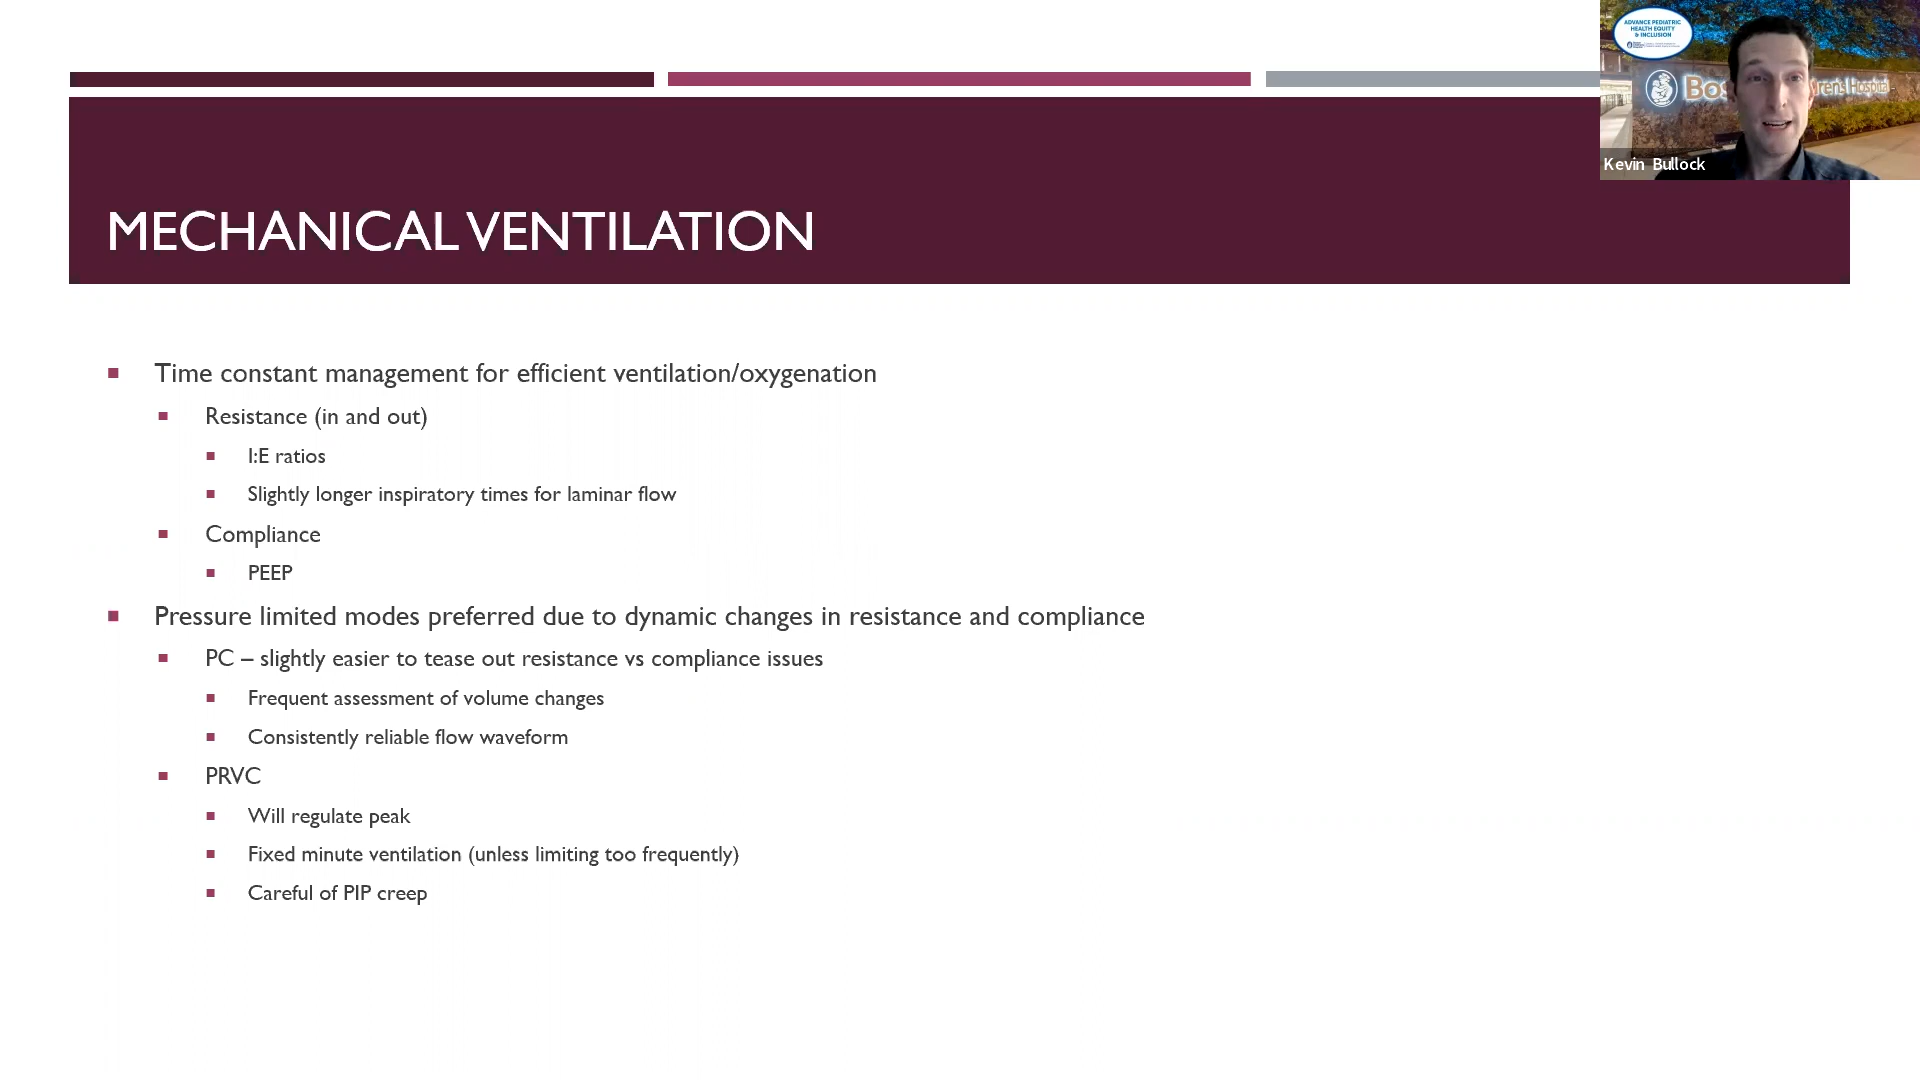 ADVANCE PEDIATRIC
HEALTH EQUITY
& INCLUSION
Kevin Bullock
MECHANICAL VENTILATION
Time constant management for efficient ventilation/oxygenation
Resistance (in and out)
I:E ratios
Slightly longer inspiratory times for laminar flow
Compliance
PEEP
Pressure limited modes preferred due to dynamic changes in resistance and compliance
PC – slightly easier to tease out resistance vs compliance issues
Frequent assessment of volume changes
Consistently reliable flow waveform
PRVC
Will regulate peak
Fixed minute ventilation (unless limiting too frequently)
Careful of PIP creep